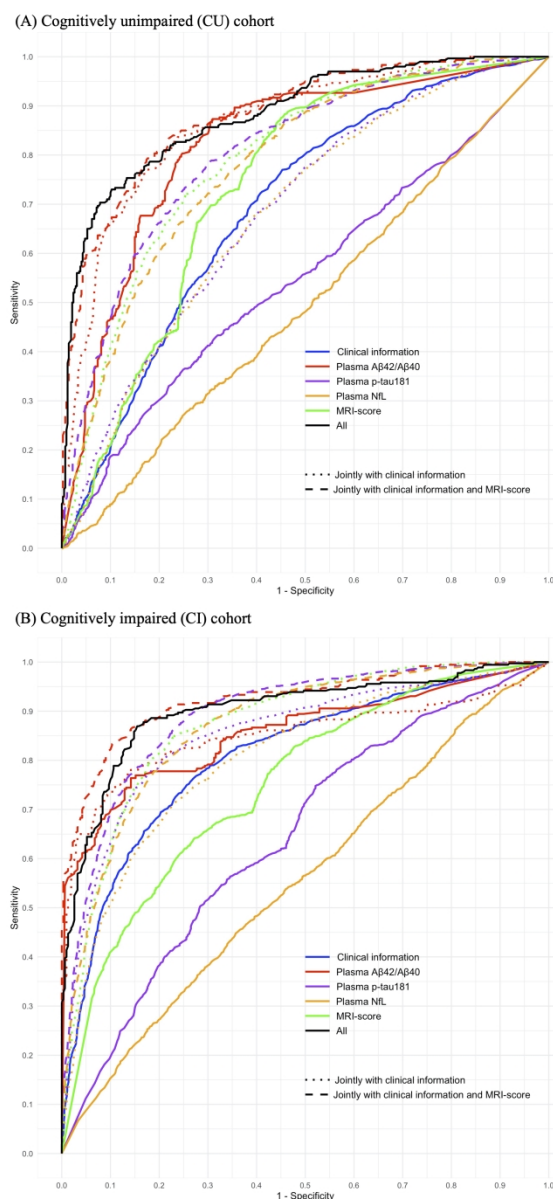 (A) Cognitively unimpaired (CU) cohort
1.0
0.9
0.8
0.7
0.6
0.5
0.4
0.3
0.2
0.1
0.0
Sensitivity
Clinical information
Plasma Aβ42/Aβ40
Plasma p-tau181
Plasma NfL
MRI-score
All
Jointly with clinical information
Jointly with clinical information and MRI-score
0.0 0.1 0.2 0.3 0.4 0.5 0.6 0.7 0.8 0.9 1.0
1 - Specificity
(B) Cognitively impaired (CI) cohort
1.0
0.9
0.8
0.7
0.6
0.5
0.4
0.3
0.2
0.1
0.0
Sensitivity
Clinical information
Plasma Aβ42/Aβ40
Plasma p-tau181
Plasma NfL
MRI-score
All
Jointly with clinical information
Jointly with clinical information and MRI-score
0.0 0.1 0.2 0.3 0.4 0.5 0.6 0.7 0.8 0.9 1.0
1 - Specificity